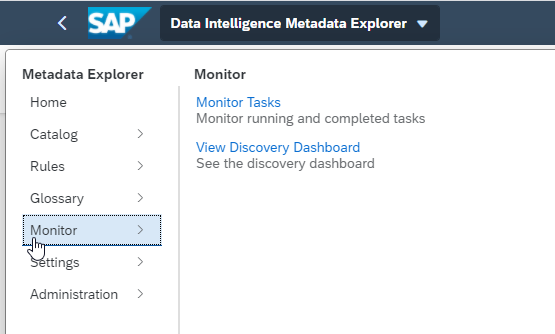 SAP Data Intelligence Metadata Explorer
Metadata Explorer
Home
Catalog
Rules
Glossary
Monitor
Settings
Administration
Monitor
Monitor Tasks
Monitor running and completed tasks
View Discovery Dashboard
See the discovery dashboard